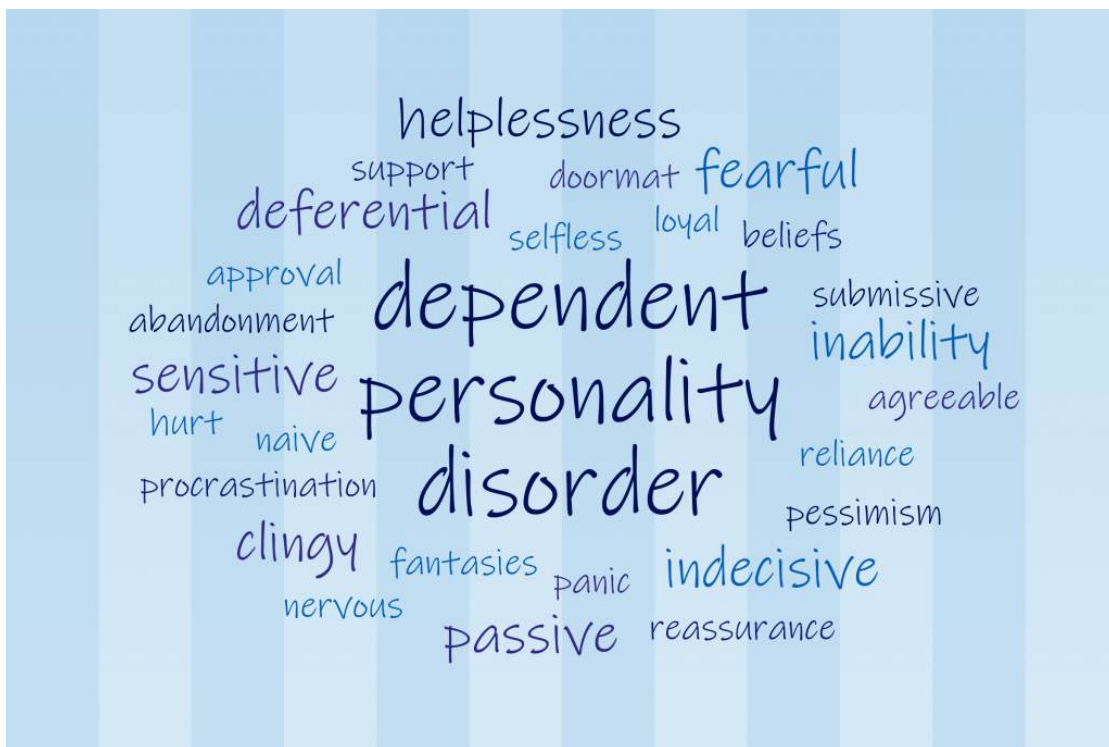 helplessness
support doormat fearful
deferential selfless loyal beliefs
approval dependent submissive
abandonment inability
sensitive personality agreeable
hurt naive reliance
procrastination disorder pessimism
clingy fantasies panic indecisive
nervous passive reassurance